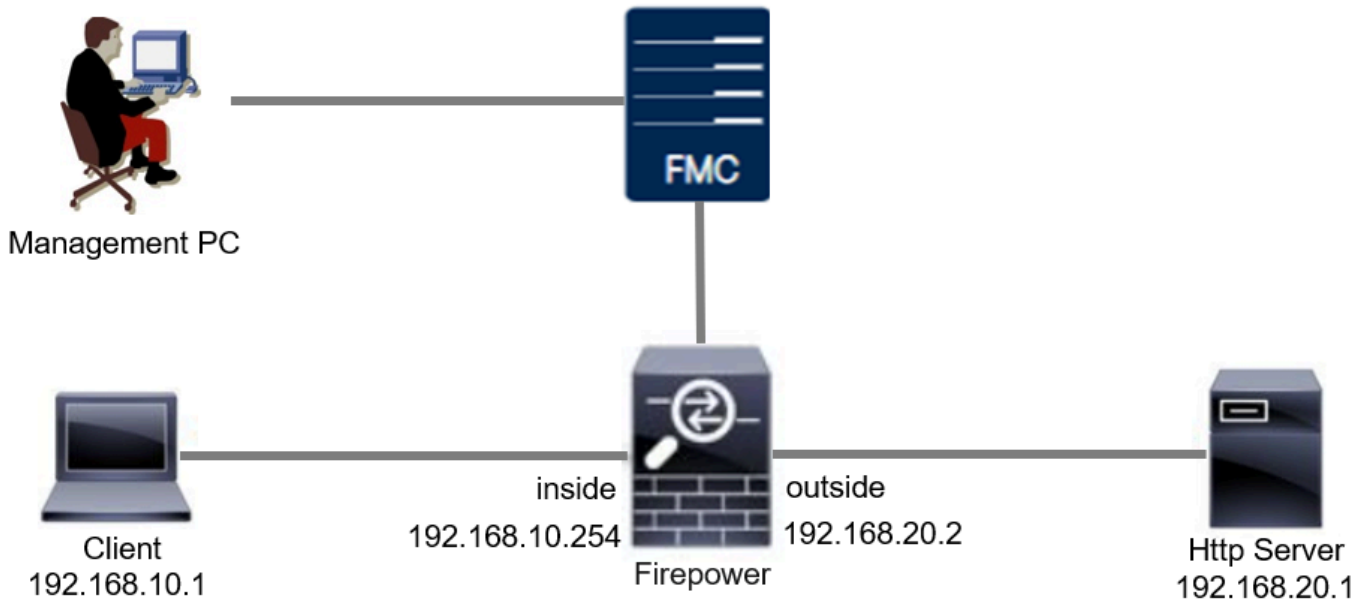 FMC
Management PC
inside
outside
192.168.10.254
192.168.20.2
Client
192.168.10.1
Firepower
Http Server
192.168.20.1